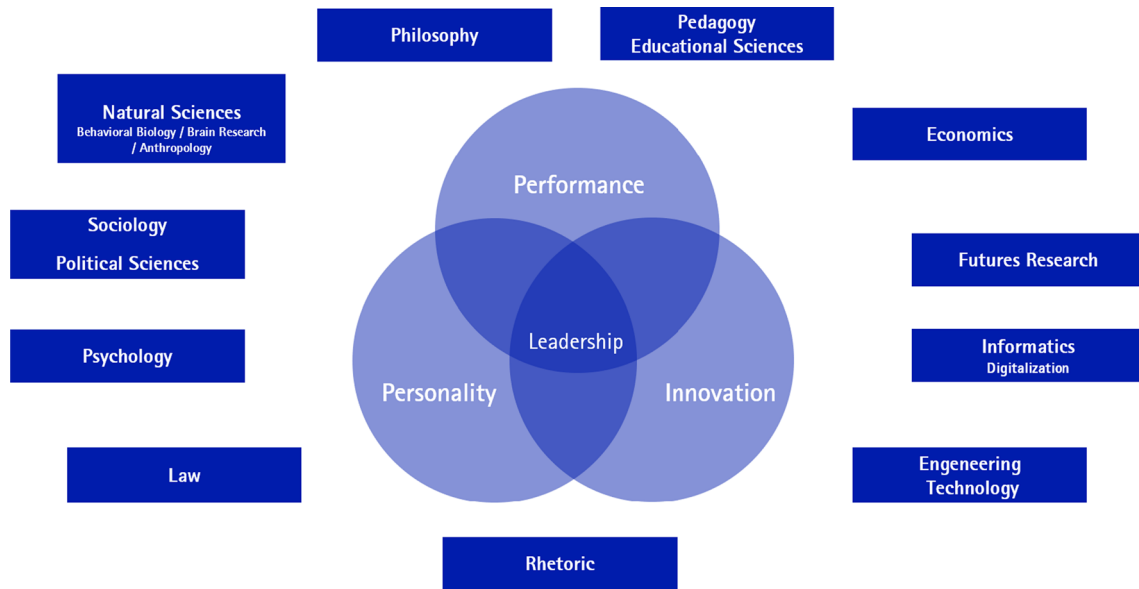 Philosophy
Pedagogy
Educational Sciences
Natural Sciences
Behavioral Biology / Brain Research
/ Anthropology
Economics
Performance
Sociology
Political Sciences
Futures Research
Leadership
Psychology
Informatics
Digitalization
Personality
Innovation
Law
Engeneering
Technology
Rhetoric